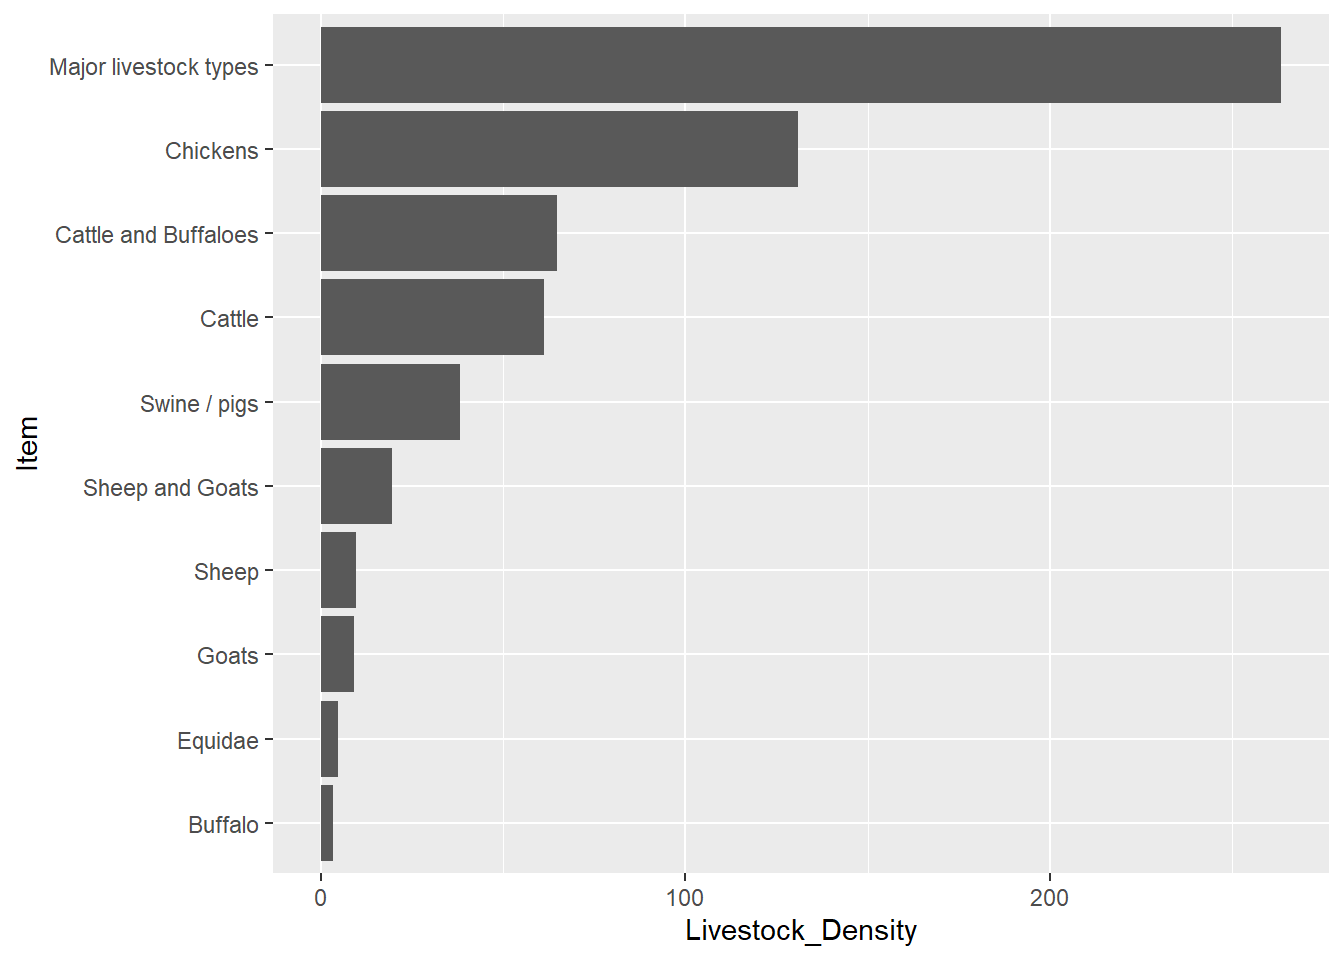 Major livestock types
Chickens
Cattle and Buffaloes
Cattle
Swine / pigs
Sheep and Goats
Sheep
Goats
Equidae
Buffalo
Item
0 100 200
Livestock_Density